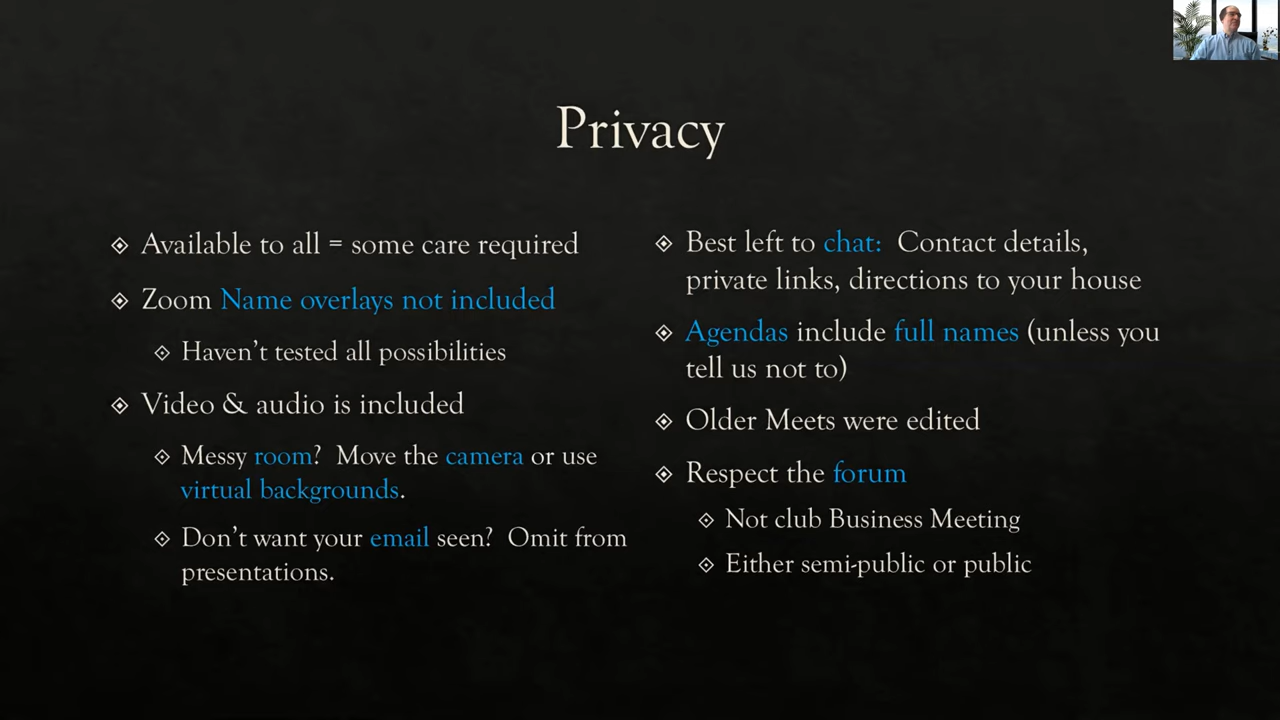 Privacy
Available to all = some care required
Zoom Name overlays not included
Haven't tested all possibilities
Video & audio is included
Messy room?  Move the camera or use
virtual backgrounds.
Don't want your email seen?  Omit from
presentations.
Best left to chat:  Contact details,
private links, directions to your house
Agendas include full names (unless you
tell us not to)
Older Meets were edited
Respect the forum
Not club Business Meeting
Either semi-public or public